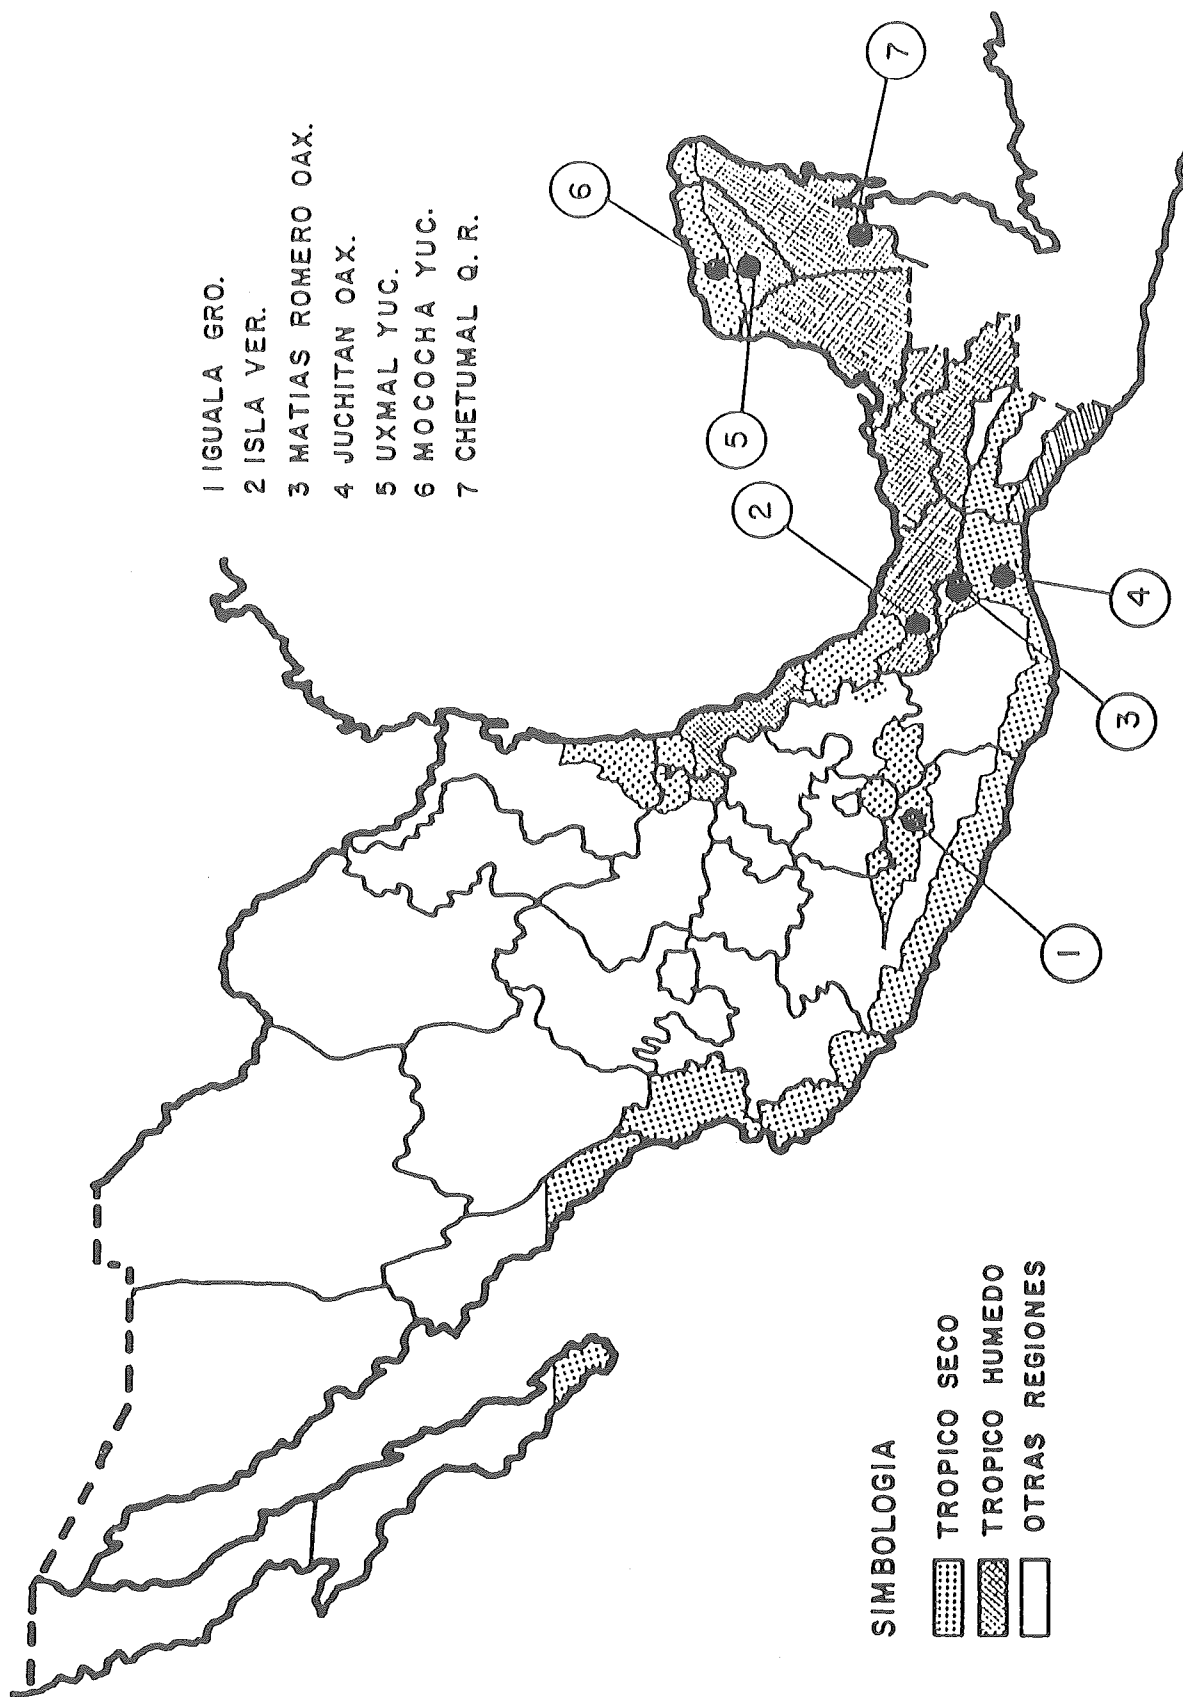 1 IGUALA GRO.
2 ISLA VER.
3 MATIAS ROMERO OAX.
4 JUCHITAN OAX.
5 UXMAL YUC.
6 MOCOCHA YUC.
7 CHETUMAL Q. R.
6
7
5
2
4
3
1
SIMBOLOGIA
TROPICO SECO
TROPICO HUMEDO
OTRAS REGIONES